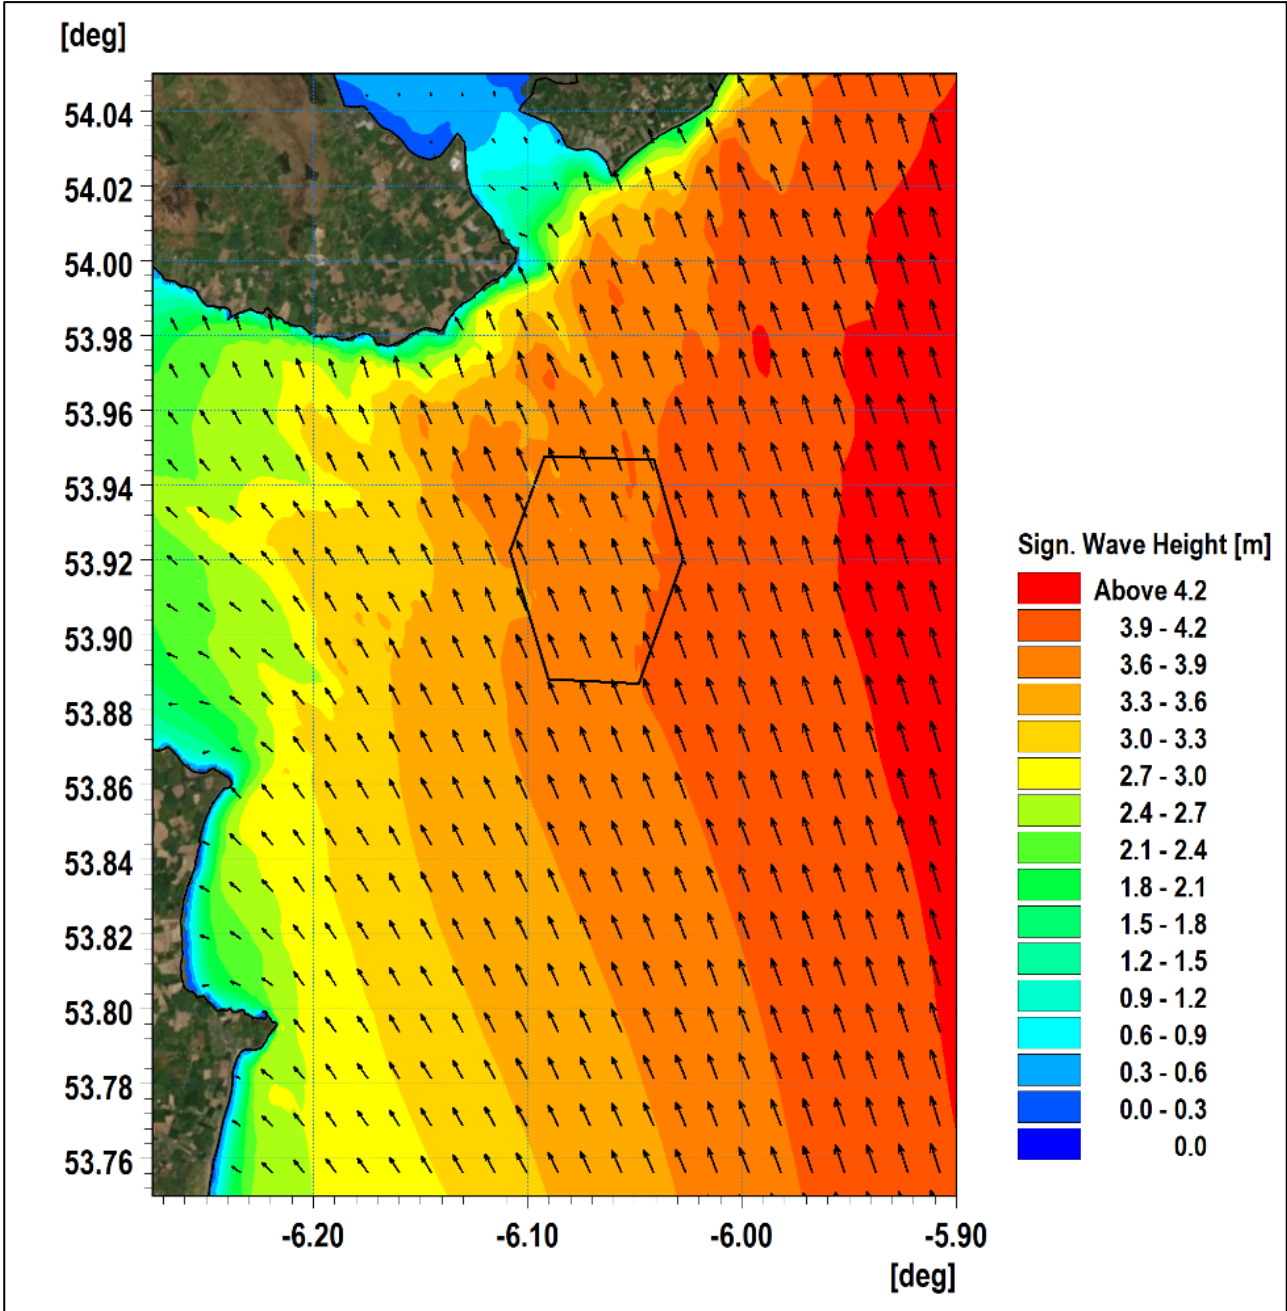 [deg]
54.04
54.02
54.00
53.98
53.96
53.94
53.92
53.90
53.88
53.86
53.84
53.82
53.80
53.78
53.76
-6.20 -6.10 -6.00 -5.90
[deg]
Sign. Wave Height [m]
Above 4.2
3.9 - 4.2
3.6 - 3.9
3.3 - 3.6
3.0 - 3.3
2.7 - 3.0
2.4 - 2.7
2.1 - 2.4
1.8 - 2.1
1.5 - 1.8
1.2 - 1.5
0.9 - 1.2
0.6 - 0.9
0.3 - 0.6
0.0 - 0.3
0.0